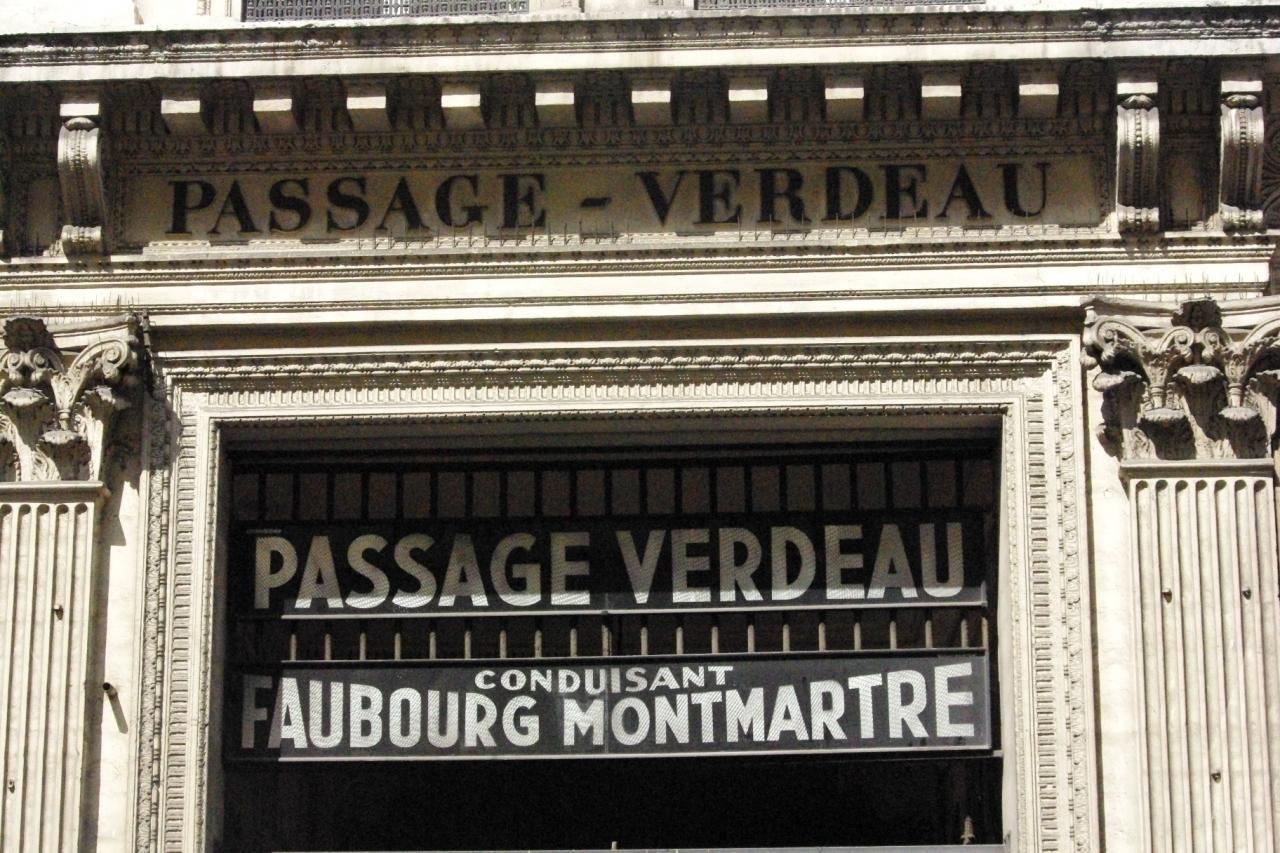 PASSAGE - VERDEAU
PASSAGE VERDEAU
CONDUISANT
FAUBOURG MONTMARTRE